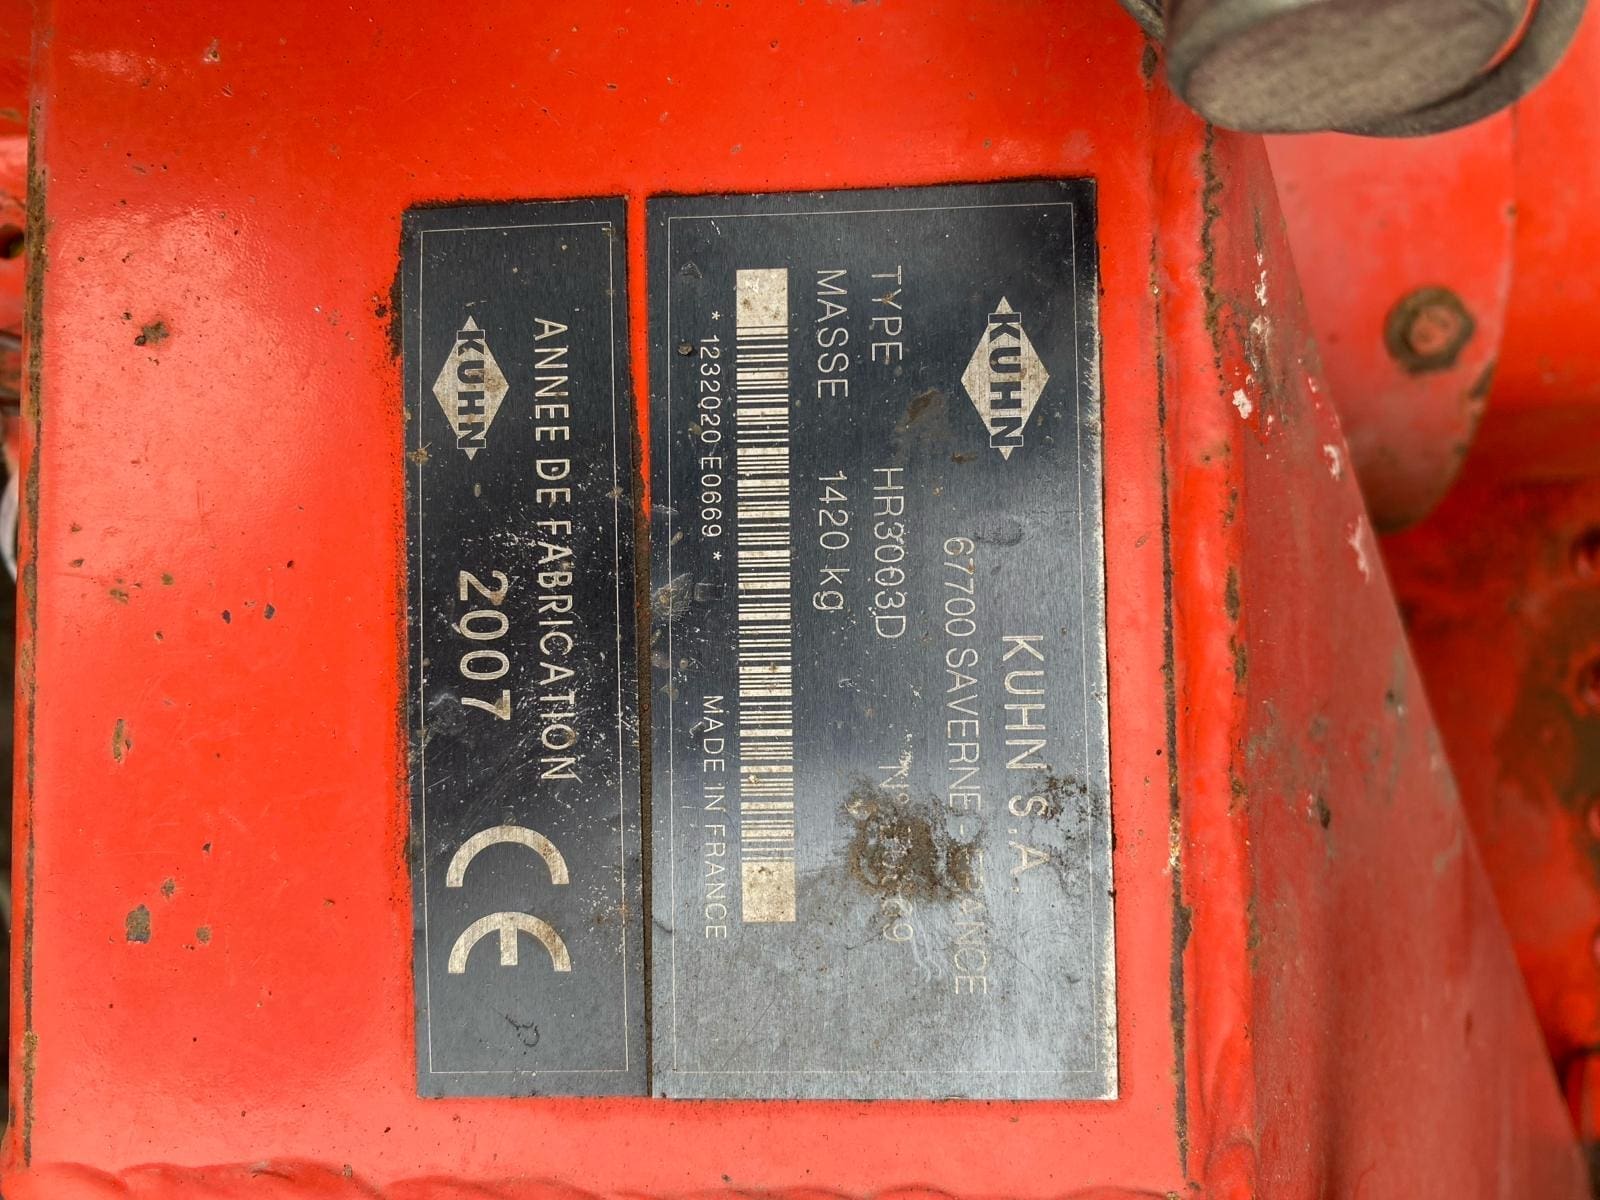 KUHN
KUHN S.A.
67700 SAVERNE - FRANCE
TYPE HR3003D N°
MASSE 1420 kg
*1232020 E0669*
MADE IN FRANCE
KUHN
ANNEE DE FABRICATION
2007
CE